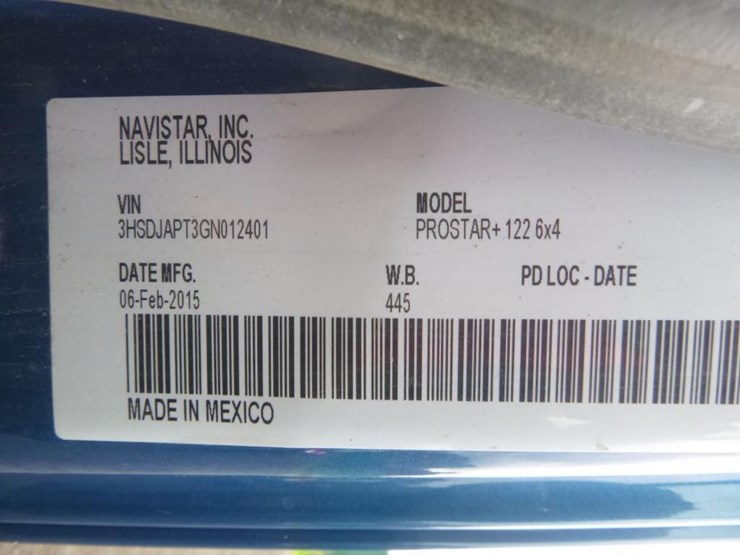 NAVISTAR, INC.
LISLE, ILLINOIS
VIN MODEL
3HSDJAPT3GN012401 PROSTAR+ 122 6x4
DATE MFG. W.B. PD LOC - DATE
06-Feb-2015 445
MADE IN MEXICO